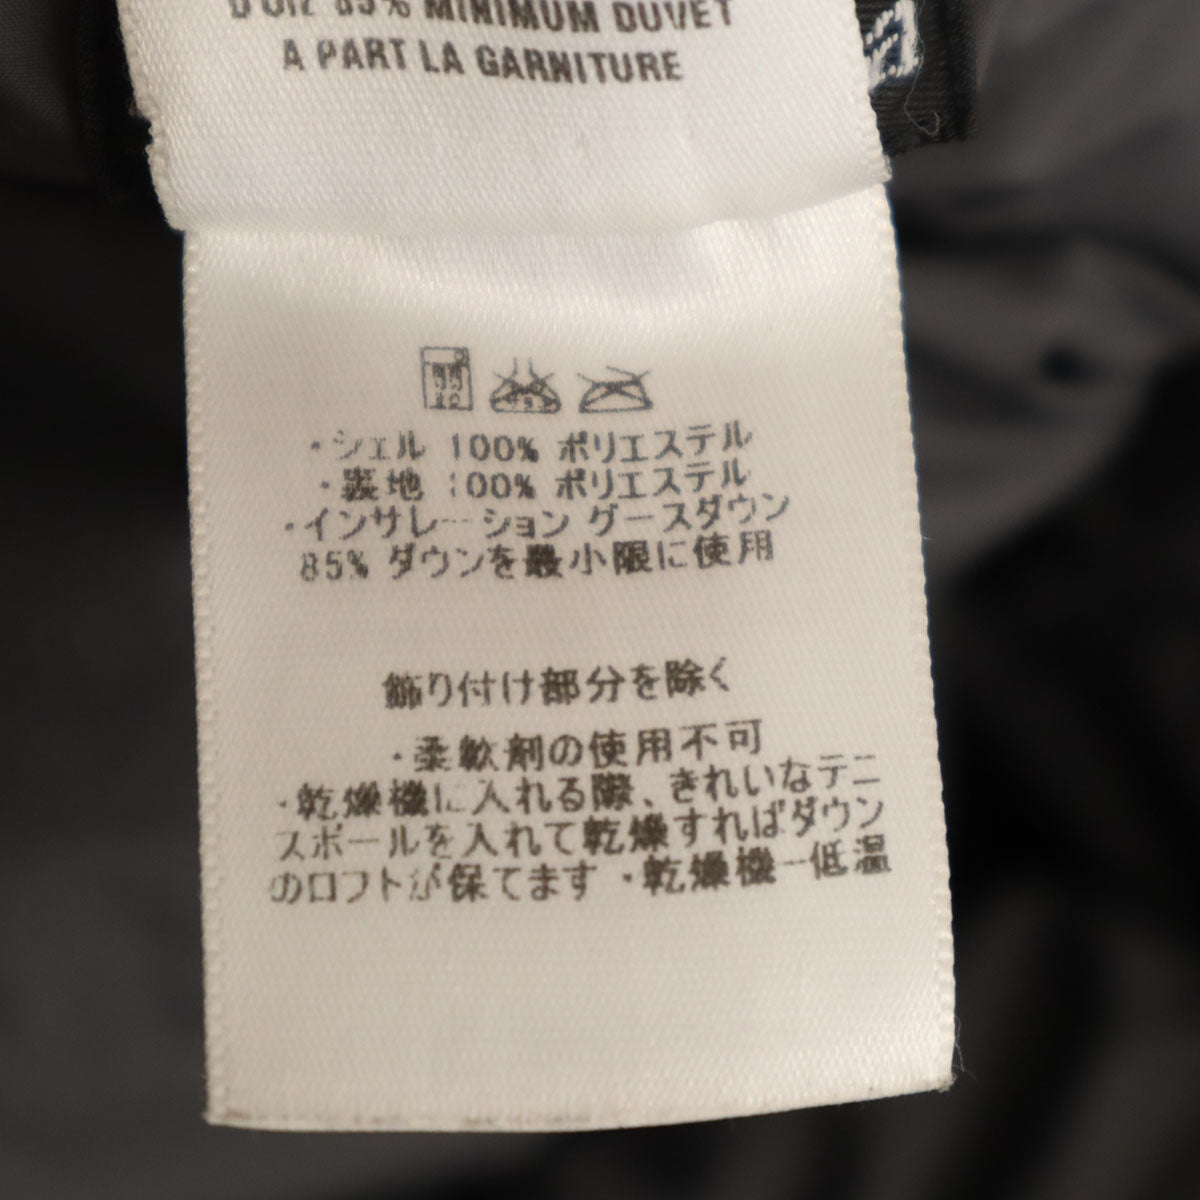 D'OIE 85% MINIMUM DUVET
A PART LA GARNITURE
・シェル 100% ポリエステル
・裏地 100% ポリエステル
・インサレーション グースダウン
85% ダウンを最小限に使用
飾り付け部分を除く
・柔軟剤の使用不可
・乾燥機に入れる際、きれいなテニ
スボールを入れて乾燥すればダウン
のロフトが保てます ・乾燥機ー低温